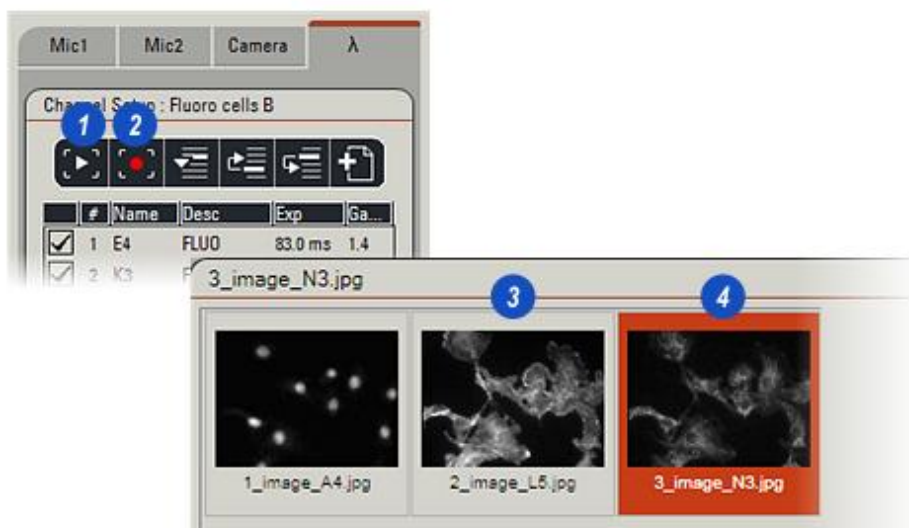 Mic1 Mic2 Camera λ
Channel Setup : Fluoro cells B
1 2
# Name Desc Exp Ga...
1 E4 FLUO 83.0 ms 1.4
2 K3
3_image_N3.jpg
3 4
1_image_A4.jpg 2_image_L5.jpg 3_image_N3.jpg